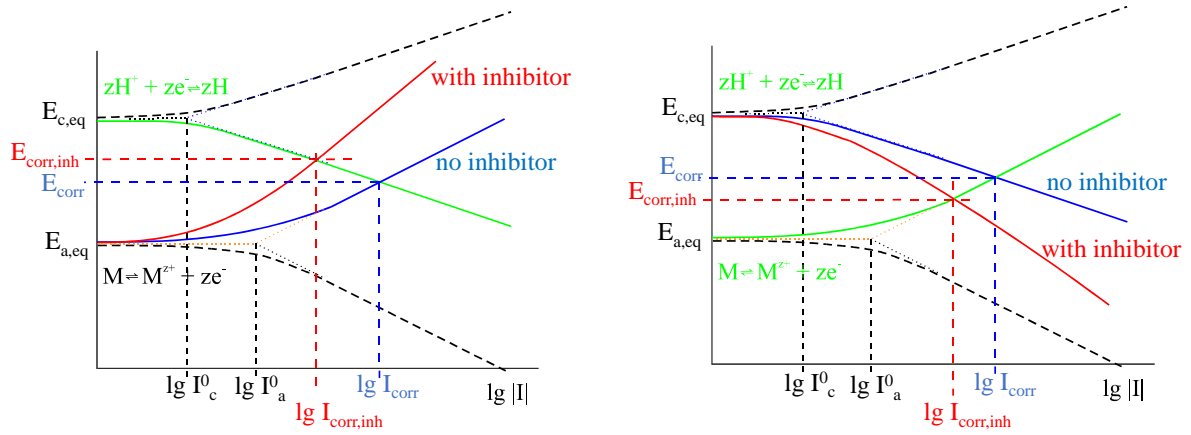 zH⁺ + ze⁻⇌zH
with inhibitor
E_c,eq
E_corr,inh
no inhibitor
E_corr
E_a,eq
M⇌M^z+ + ze⁻
lg I⁰_c
lg I⁰_a
lg I_corr
lg |I|
lg I_corr,inh
zH⁺ + ze⁻⇌zH
E_c,eq
E_corr
no inhibitor
E_corr,inh
E_a,eq
with inhibitor
M⇌M^z+ + ze⁻
lg I⁰_c
lg I⁰_a
lg I_corr
lg |I|
lg I_corr,inh